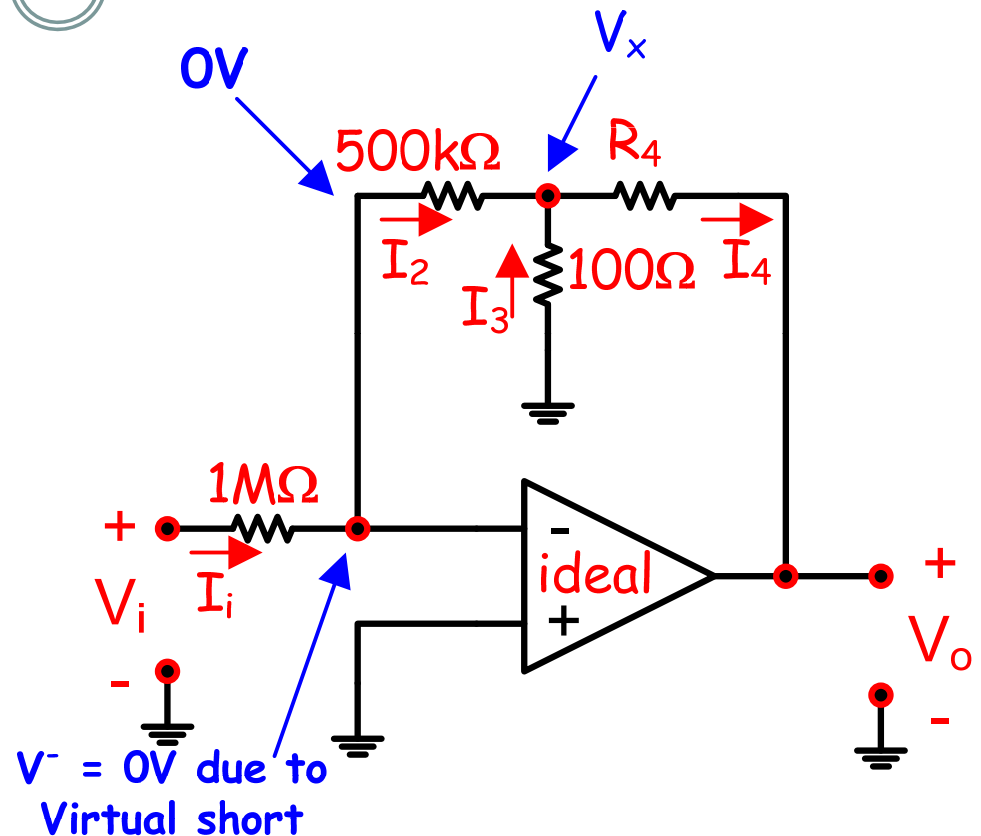 0V
Vx
500kΩ
R4
I2
I3
100Ω
I4
1MΩ
+
Vi
-
Ii
-
ideal
+
+
Vo
-
V⁻ = 0V due to
Virtual short